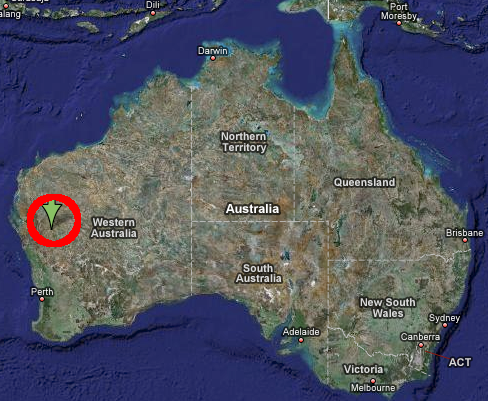 Dili
Port
Moresby
alang
Darwin
Northern
Territory
Queensland
Western
Australia
Australia
Brisbane
South
Australia
Perth
New South
Wales
Sydney
Adelaide
Canberra
ACT
Victoria
Melbourne